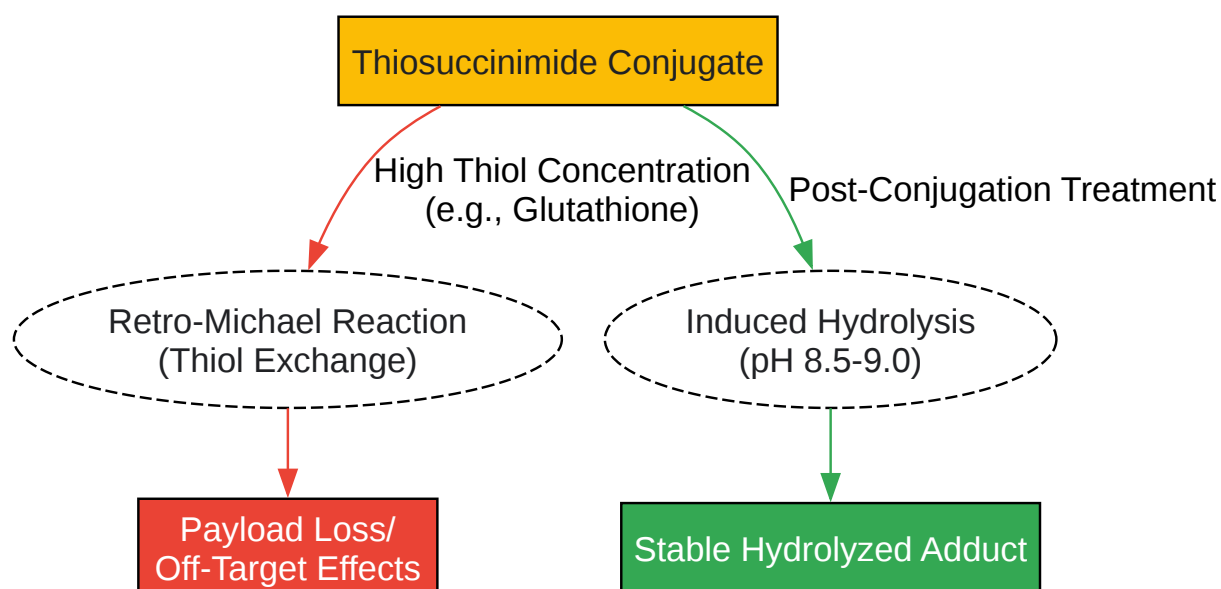 Thiosuccinimide Conjugate
High Thiol Concentration
(e.g., Glutathione)
Post-Conjugation Treatment
Retro-Michael Reaction
(Thiol Exchange)
Induced Hydrolysis
(pH 8.5-9.0)
Payload Loss/
Off-Target Effects
Stable Hydrolyzed Adduct